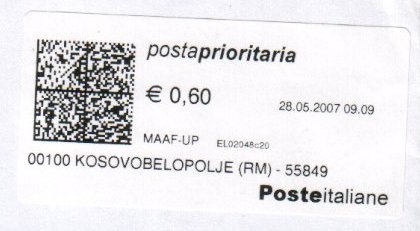 postaprioritaria
€ 0,60
28.05.2007 09.09
MAAF-UP EL02048c20
00100 KOSOVOBELOPOLJE (RM) - 55849
Posteitaliane